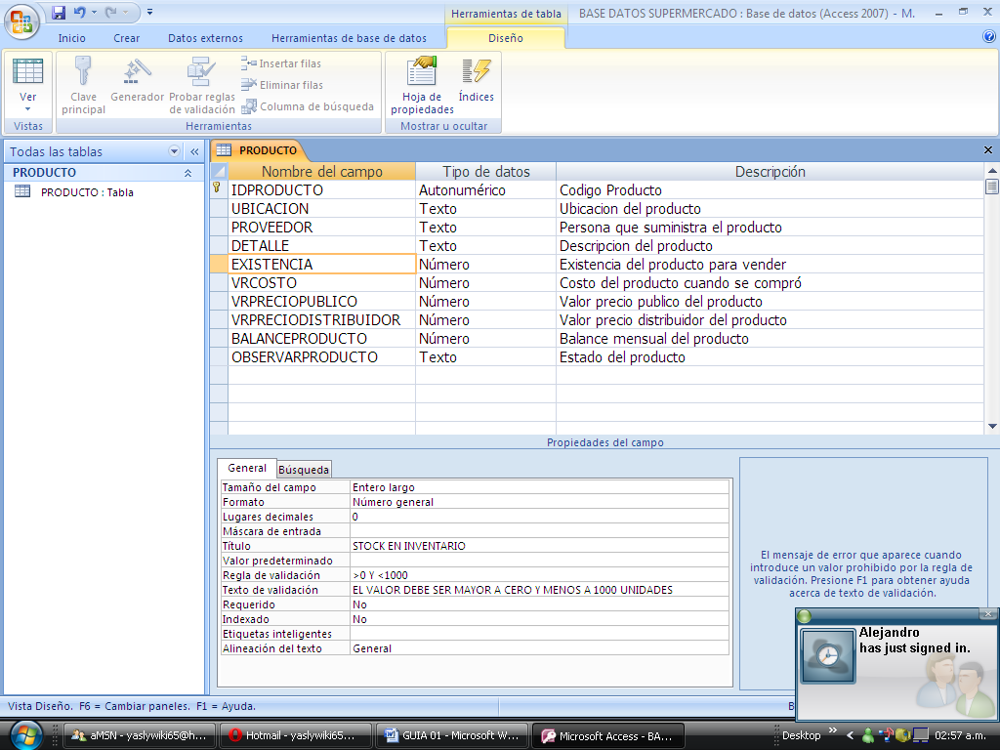 Herramientas de tabla
BASE DATOS SUPERMERCADO : Base de datos (Access 2007) - M.
Inicio Crear Datos externos Herramientas de base de datos Diseño
Ver
Vistas
Clave principal
Generador
Probar reglas de validación
Insertar filas
Eliminar filas
Columna de búsqueda
Herramientas
Hoja de propiedades
Índices
Mostrar u ocultar
Todas las tablas «
PRODUCTO
PRODUCTO : Tabla
PRODUCTO
Nombre del campo Tipo de datos Descripción
IDPRODUCTO Autonumérico Codigo Producto
UBICACION Texto Ubicacion del producto
PROVEEDOR Texto Persona que suministra el producto
DETALLE Texto Descripcion del producto
EXISTENCIA Número Existencia del producto para vender
VRCOSTO Número Costo del producto cuando se compró
VRPRECIOPUBLICO Número Valor precio publico del producto
VRPRECIODISTRIBUIDOR Número Valor precio distribuidor del producto
BALANCEPRODUCTO Número Balance mensual del producto
OBSERVARPRODUCTO Texto Estado del producto
Propiedades del campo
General Búsqueda
Tamaño del campo Entero largo
Formato Número general
Lugares decimales 0
Máscara de entrada
Título STOCK EN INVENTARIO
Valor predeterminado
Regla de validación >0 Y <1000
Texto de validación EL VALOR DEBE SER MAYOR A CERO Y MENOS A 1000 UNIDADES
Requerido No
Indexado No
Etiquetas inteligentes
Alineación del texto General
El mensaje de error que aparece cuando
introduce un valor prohibido por la regla de
validación. Presione F1 para obtener ayuda
acerca de texto de validación.
Alejandro
has just signed in.
Vista Diseño. F6 = Cambiar paneles. F1 = Ayuda.
B
aMSN - yaslywiki65@h... Hotmail - yaslywiki65... GUIA 01 - Microsoft W... Microsoft Access - BA... Desktop » 02:57 a.m.